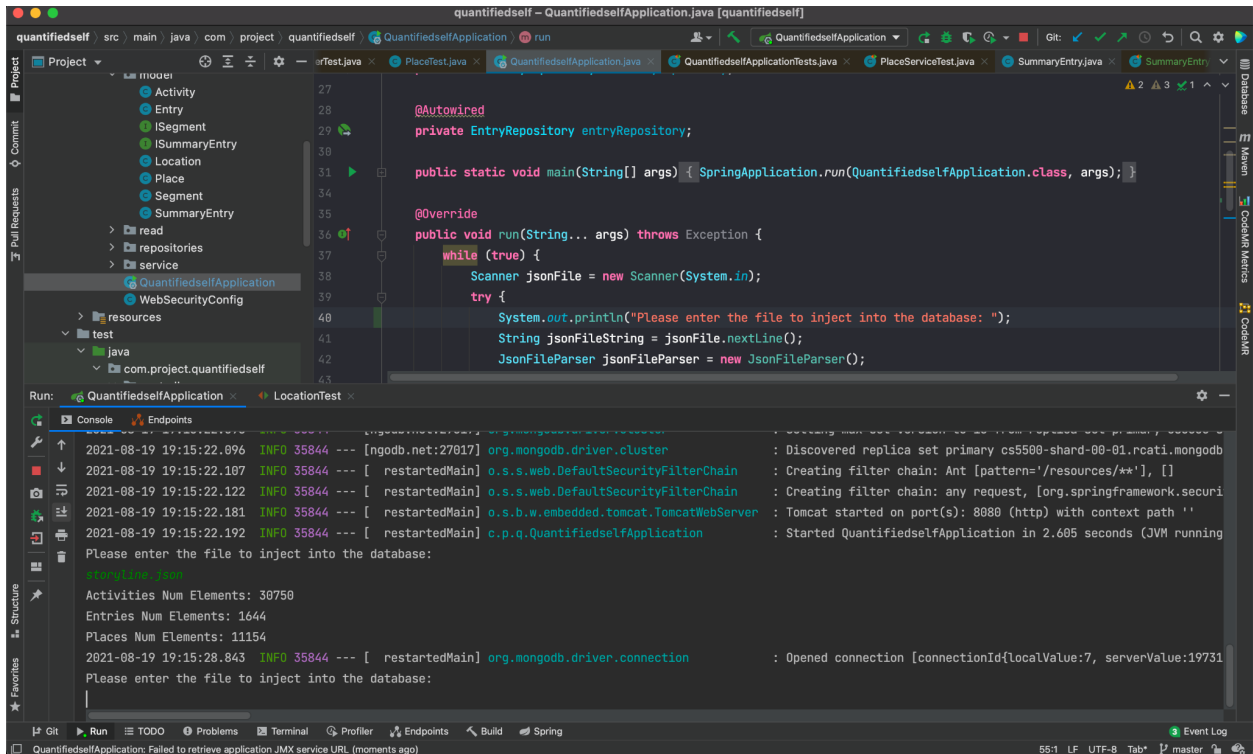 quantifiedself – QuantifiedselfApplication.java [quantifiedself]
quantifiedself src main java com project quantifiedself QuantifiedselfApplication run
QuantifiedselfApplication
Git:
Project
erTest.java
PlaceTest.java
QuantifiedselfApplication.java
QuantifiedselfApplicationTests.java
PlaceServiceTest.java
SummaryEntry.java
SummaryEntry
Project
Commit
Pull Requests
Structure
Favorites
model
Activity
Entry
ISegment
ISummaryEntry
Location
Place
Segment
SummaryEntry
read
repositories
service
QuantifiedselfApplication
WebSecurityConfig
resources
test
java
com.project.quantifiedself
2 3 1
27
28 @Autowired
29 private EntryRepository entryRepository;
30
31 public static void main(String[] args) { SpringApplication.run(QuantifiedselfApplication.class, args); }
34
35 @Override
36 public void run(String... args) throws Exception {
37 while (true) {
38 Scanner jsonFile = new Scanner(System.in);
39 try {
40 System.out.println("Please enter the file to inject into the database: ");
41 String jsonFileString = jsonFile.nextLine();
42 JsonFileParser jsonFileParser = new JsonFileParser();
43
Database
Maven
CodeMR Metrics
CodeMR
Run: QuantifiedselfApplication LocationTest
Console Endpoints
2021-08-19 19:15:22.096 INFO 35844 --- [ngodb.net:27017] org.mongodb.driver.cluster : Discovered replica set primary cs5500-shard-00-01.rcati.mongodb
2021-08-19 19:15:22.107 INFO 35844 --- [ restartedMain] o.s.s.web.DefaultSecurityFilterChain : Creating filter chain: Ant [pattern='/resources/**'], []
2021-08-19 19:15:22.122 INFO 35844 --- [ restartedMain] o.s.s.web.DefaultSecurityFilterChain : Creating filter chain: any request, [org.springframework.securi
2021-08-19 19:15:22.181 INFO 35844 --- [ restartedMain] o.s.b.w.embedded.tomcat.TomcatWebServer : Tomcat started on port(s): 8080 (http) with context path ''
2021-08-19 19:15:22.192 INFO 35844 --- [ restartedMain] c.p.q.QuantifiedselfApplication : Started QuantifiedselfApplication in 2.605 seconds (JVM running
Please enter the file to inject into the database:
storyline.json
Activities Num Elements: 30750
Entries Num Elements: 1644
Places Num Elements: 11154
2021-08-19 19:15:28.843 INFO 35844 --- [ restartedMain] org.mongodb.driver.connection : Opened connection [connectionId{localValue:7, serverValue:19731
Please enter the file to inject into the database:
Git Run TODO Problems Terminal Profiler Endpoints Build Spring 3 Event Log
QuantifiedselfApplication: Failed to retrieve application JMX service URL (moments ago) 55:1 LF UTF-8 Tab* master